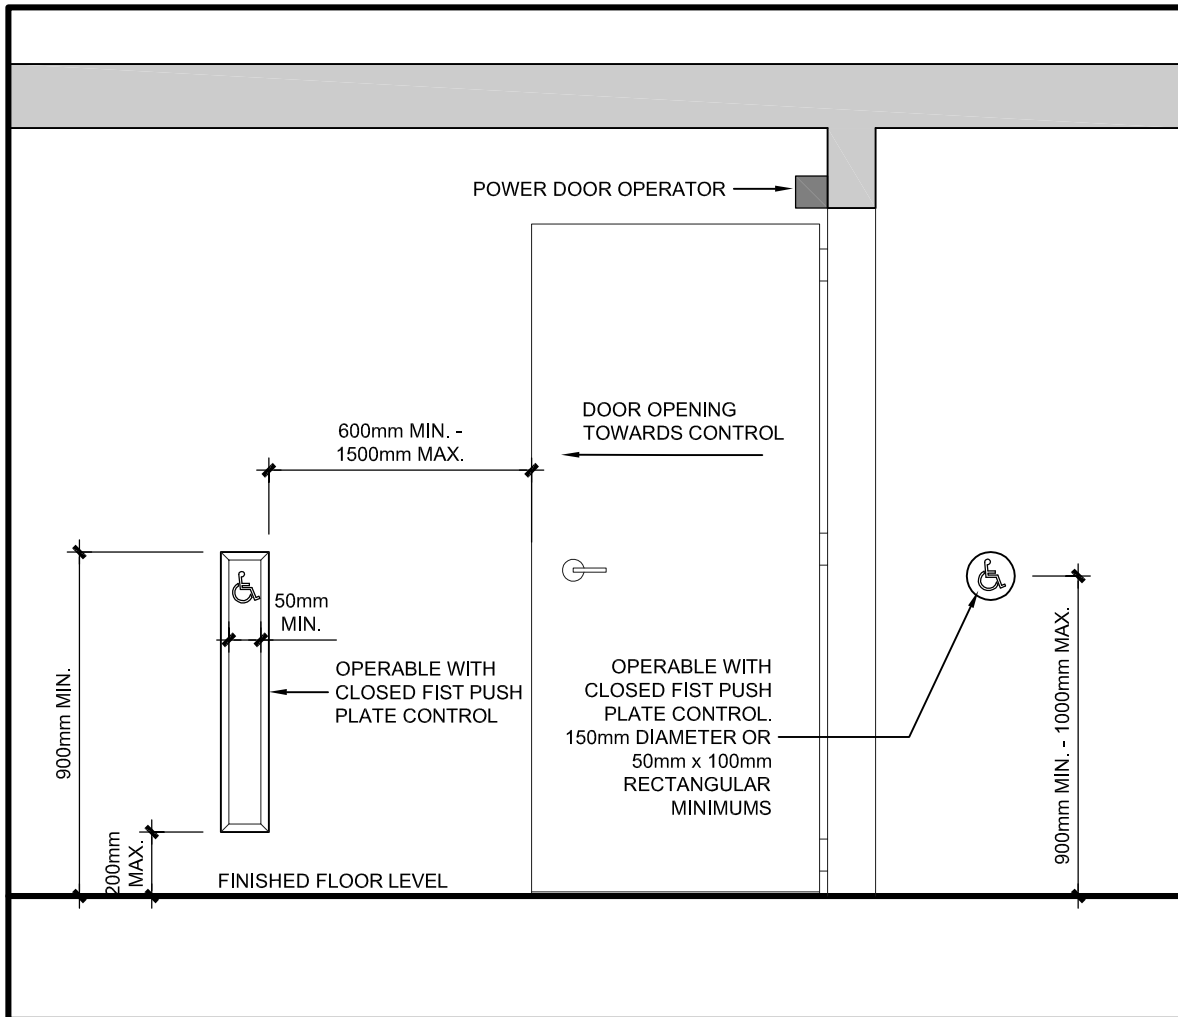 POWER DOOR OPERATOR
DOOR OPENING
TOWARDS CONTROL
600mm MIN. -
1500mm MAX.
50mm
MIN.
OPERABLE WITH
CLOSED FIST PUSH
PLATE CONTROL
OPERABLE WITH
CLOSED FIST PUSH
PLATE CONTROL.
150mm DIAMETER OR
50mm x 100mm
RECTANGULAR
MINIMUMS
900mm MIN.
200mm
MAX.
FINISHED FLOOR LEVEL
900mm MIN. - 1000mm MAX.